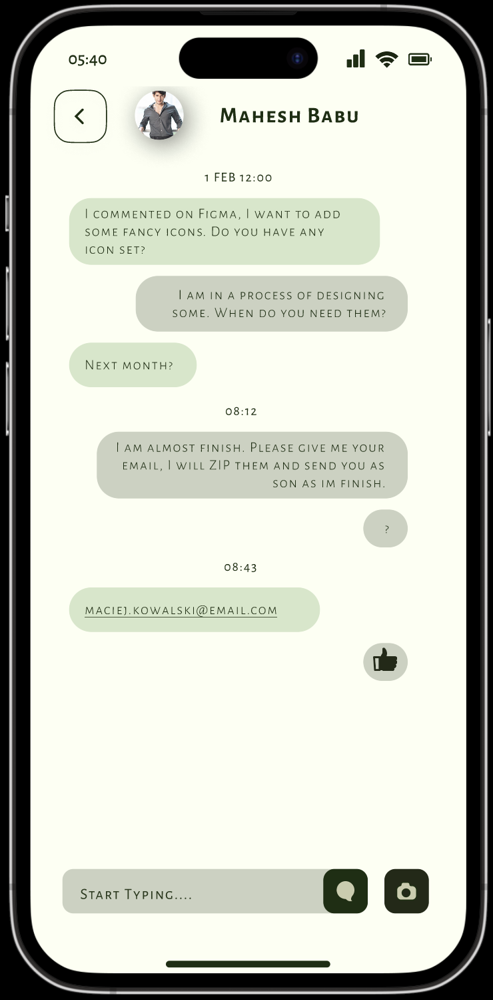 05:40
Mahesh Babu
1 FEB 12:00
I commented on Figma, I want to add
some fancy icons. Do you have any
icon set?
I am in a process of designing
some. When do you need them?
Next month?
08:12
I am almost finish. Please give me your
email, I will ZIP them and send you as
son as im finish.
?
08:43
maciej.kowalski@email.com
Start Typing....